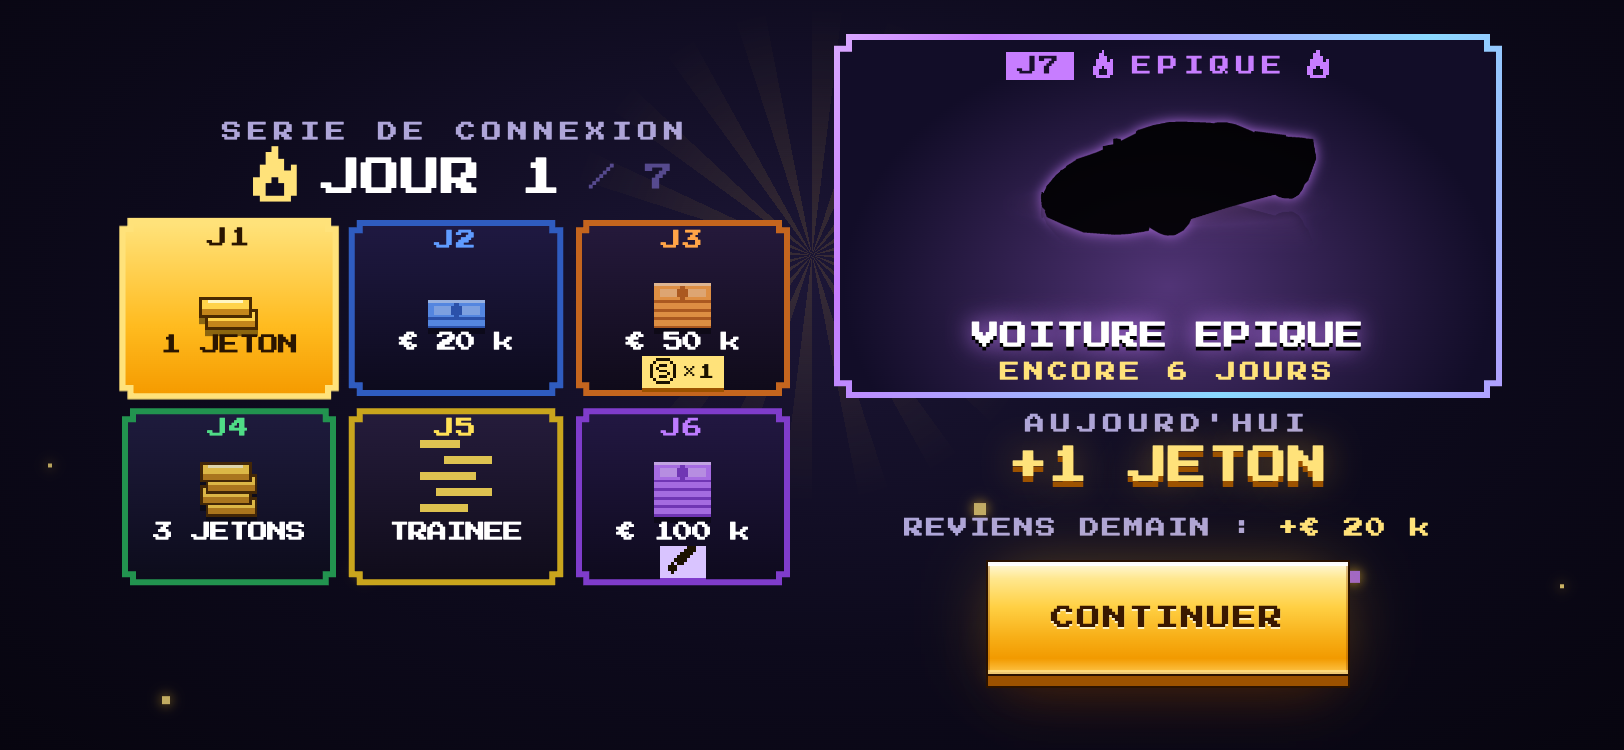 SERIE DE CONNEXION
JOUR 1 / 7
J1
1 JETON
J2
€ 20 k
J3
€ 50 k
S ×1
J4
3 JETONS
J5
TRAINEE
J6
€ 100 k
J7 EPIQUE
VOITURE EPIQUE
ENCORE 6 JOURS
AUJOURD'HUI
+1 JETON
REVIENS DEMAIN : +€ 20 k
CONTINUER